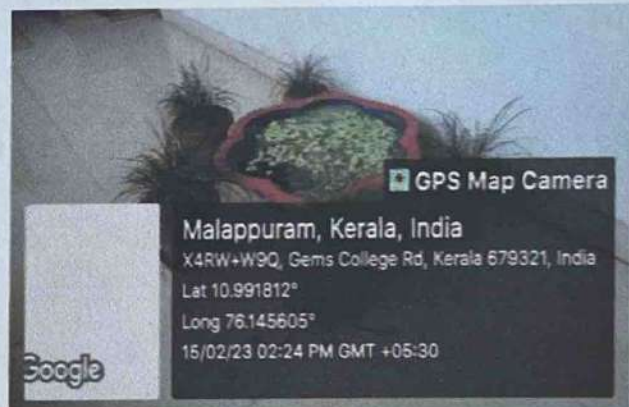 GPS Map Camera
Malappuram, Kerala, India
X4RW+W9Q, Gems College Rd, Kerala 679321, India
Lat 10.991812°
Long 76.145605°
15/02/23 02:24 PM GMT +05:30
Google